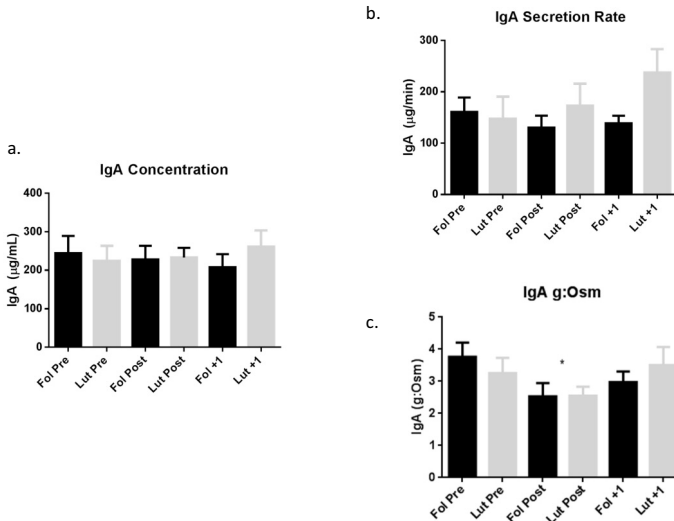 a.
IgA Concentration
IgA (µg/mL)
400
300
200
100
0
Fol Pre
Lut Pre
Fol Post
Lut Post
Fol +1
Lut +1
b.
IgA Secretion Rate
IgA (µg/min)
300
200
100
0
Fol Pre
Lut Pre
Fol Post
Lut Post
Fol +1
Lut +1
c.
IgA g:Osm
IgA (g:Osm)
5
4
3
2
1
0
*
Fol Pre
Lut Pre
Fol Post
Lut Post
Fol +1
Lut +1